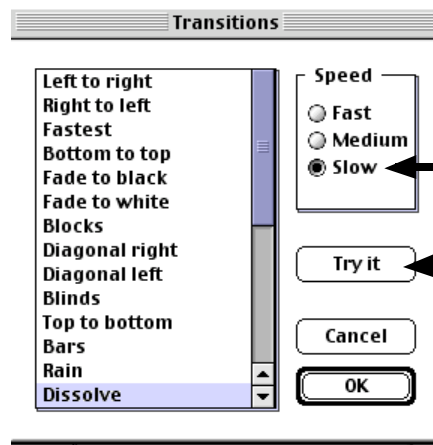 Transitions
Left to right
Right to left
Fastest
Bottom to top
Fade to black
Fade to white
Blocks
Diagonal right
Diagonal left
Blinds
Top to bottom
Bars
Rain
Dissolve
Speed
Fast
Medium
Slow
Try it
Cancel
OK